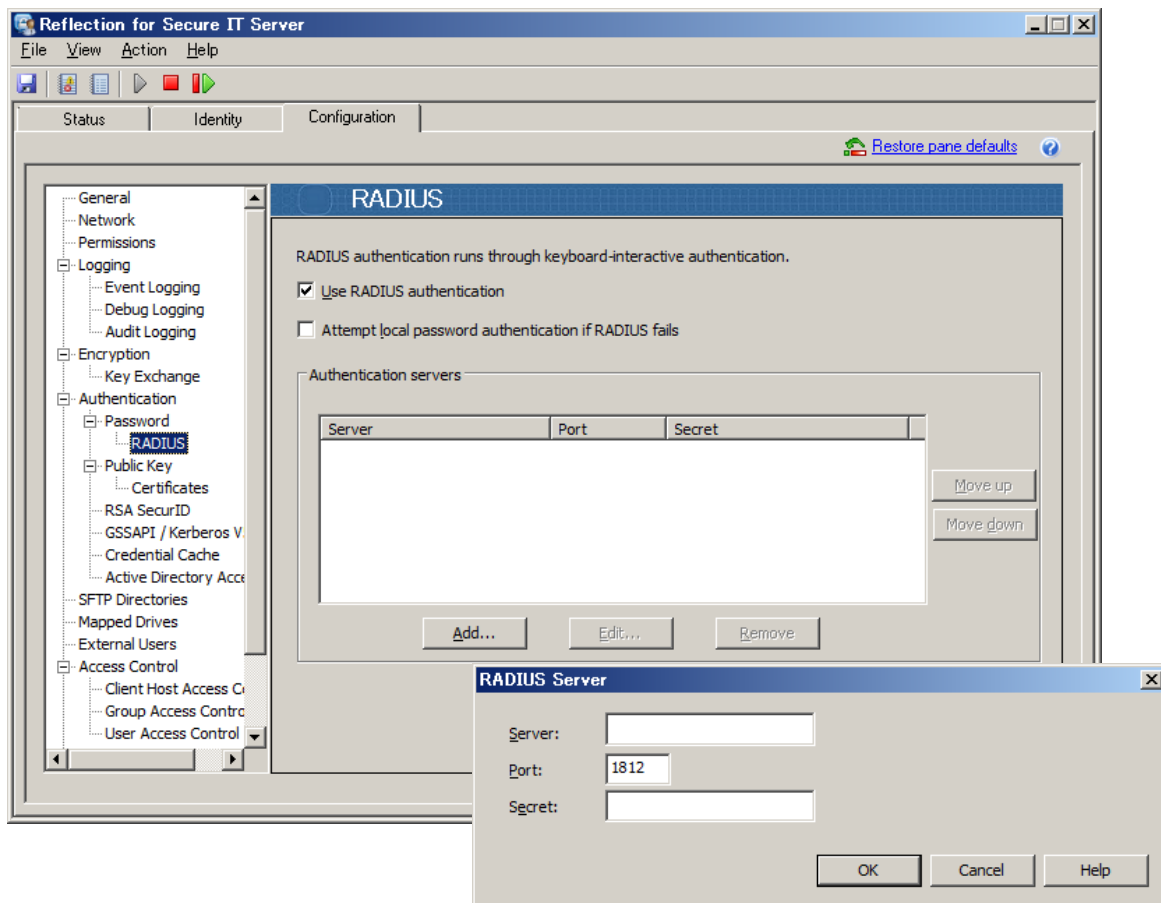 Reflection for Secure IT Server
File View Action Help
Status Identity Configuration
Restore pane defaults
General
Network
Permissions
Logging
Event Logging
Debug Logging
Audit Logging
Encryption
Key Exchange
Authentication
Password
RADIUS
Public Key
Certificates
RSA SecurID
GSSAPI / Kerberos V
Credential Cache
Active Directory Acce
SFTP Directories
Mapped Drives
External Users
Access Control
Client Host Access C
Group Access Contro
User Access Control
RADIUS
RADIUS authentication runs through keyboard-interactive authentication.
Use RADIUS authentication
Attempt local password authentication if RADIUS fails
Authentication servers
Server Port Secret
Move up
Move down
Add... Edit... Remove
RADIUS Server
Server:
Port: 1812
Secret:
OK Cancel Help